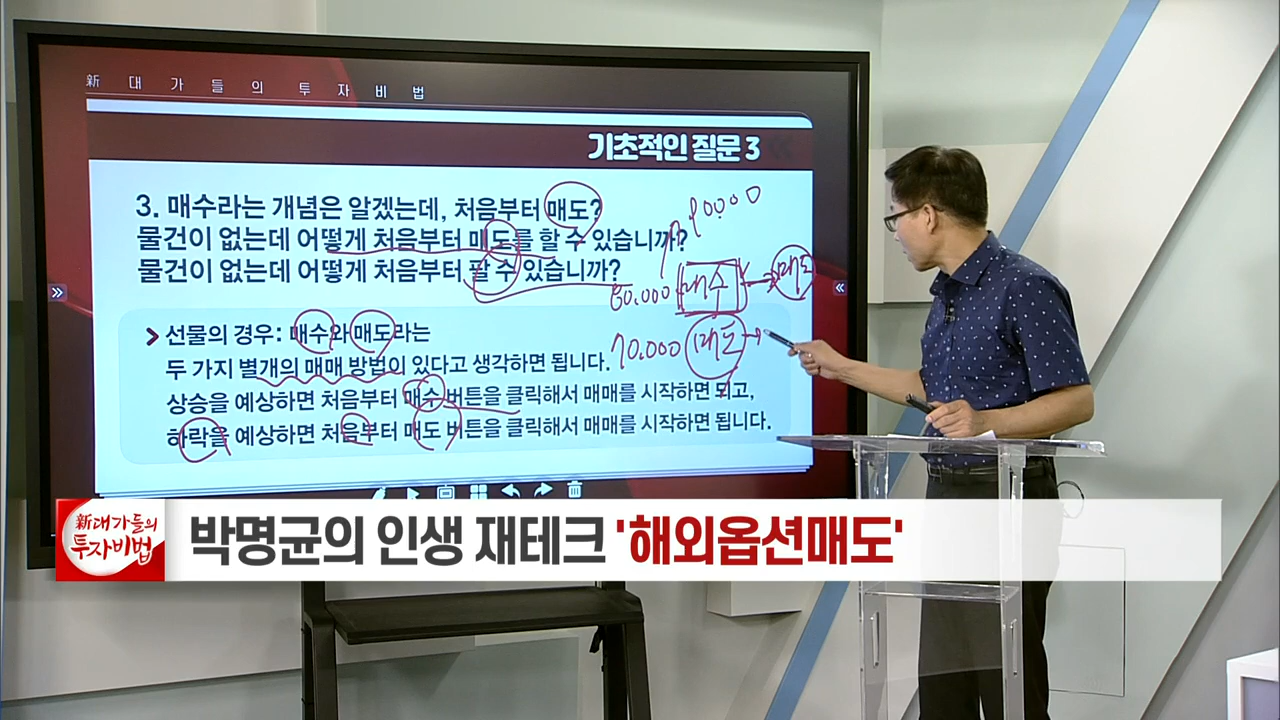 新 대 가 들 의 투 자 비 법
기초적인 질문 3
3. 매수라는 개념은 알겠는데, 처음부터 매도?
물건이 없는데 어떻게 처음부터 매도를 할 수 있습니까?
물건이 없는데 어떻게 처음부터 팔 수 있습니까?
90.000
80.000 매수 → 매도
70.000 매도 →
선물의 경우: 매수와 매도라는
두 가지 별개의 매매 방법이 있다고 생각하면 됩니다.
상승을 예상하면 처음부터 매수 버튼을 클릭해서 매매를 시작하면 되고,
하락을 예상하면 처음부터 매도 버튼을 클릭해서 매매를 시작하면 됩니다.
新대가들의
투자비법
박명균의 인생 재테크 '해외옵션매도'